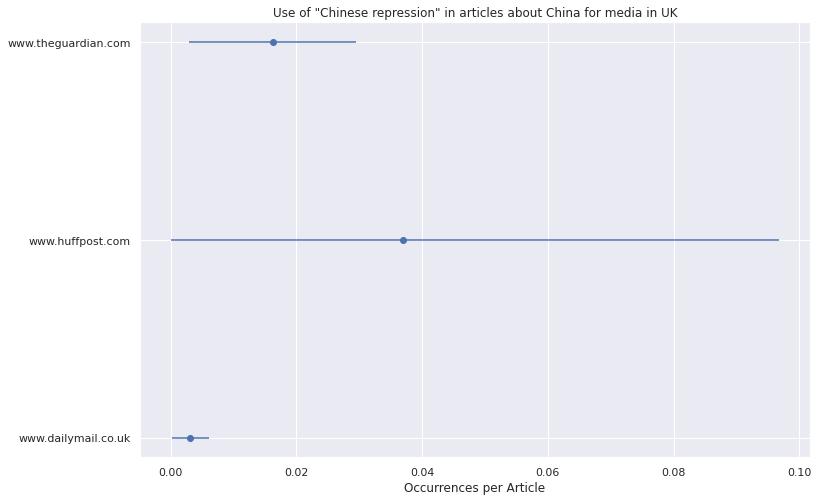 Use of "Chinese repression" in articles about China for media in UK
www.theguardian.com
www.huffpost.com
www.dailymail.co.uk
0.00 0.02 0.04 0.06 0.08 0.10
Occurrences per Article